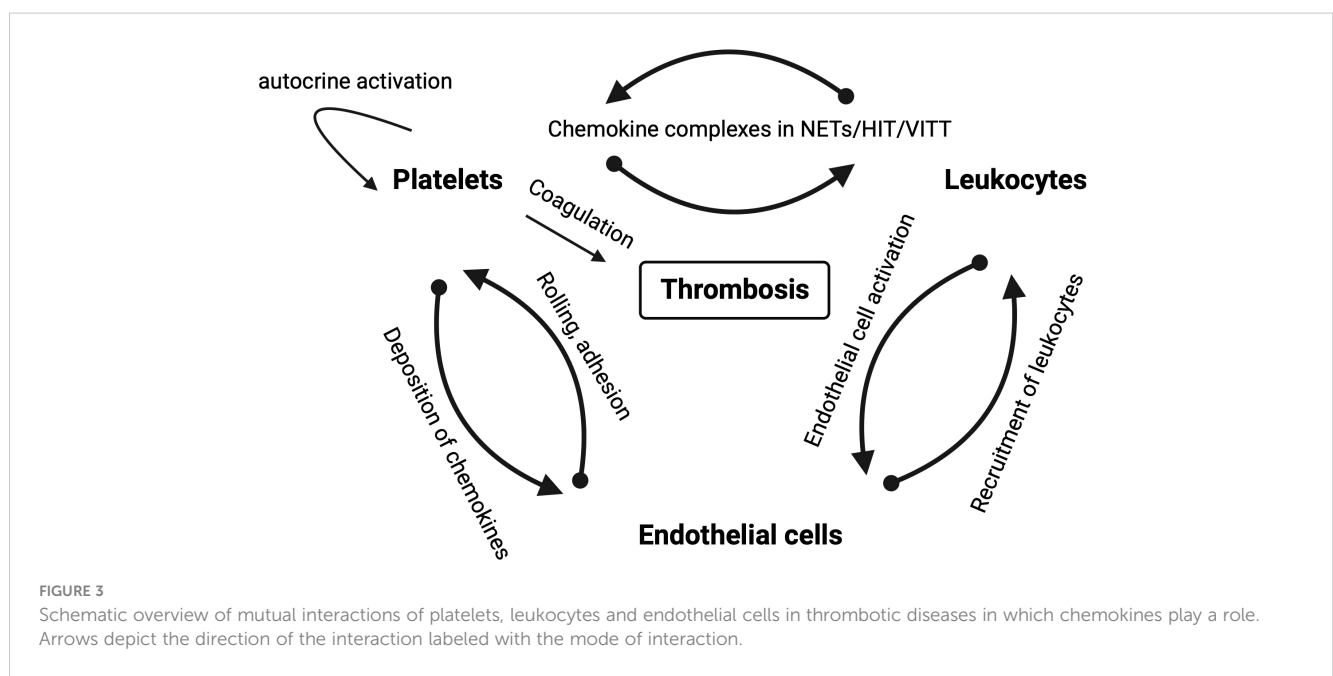 autocrine activation
Chemokine complexes in NETs/HIT/VITT
Platelets
Leukocytes
Coagulation
Thrombosis
Rolling, adhesion
Deposition of chemokines
Endothelial cell activation
Recruitment of leukocytes
Endothelial cells
FIGURE 3
Schematic overview of mutual interactions of platelets, leukocytes and endothelial cells in thrombotic diseases in which chemokines play a role.
Arrows depict the direction of the interaction labeled with the mode of interaction.